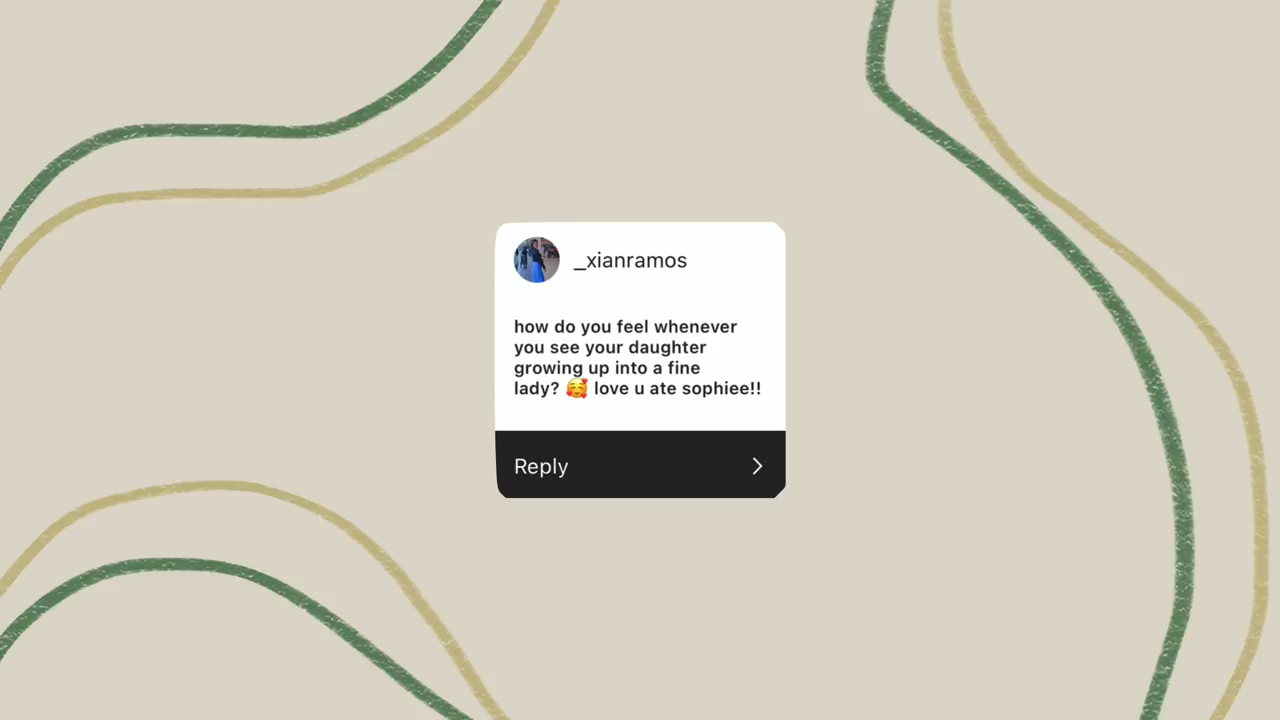 _xianramos
how do you feel whenever
you see your daughter
growing up into a fine
lady? 🥰 love u ate sophiee!!
Reply